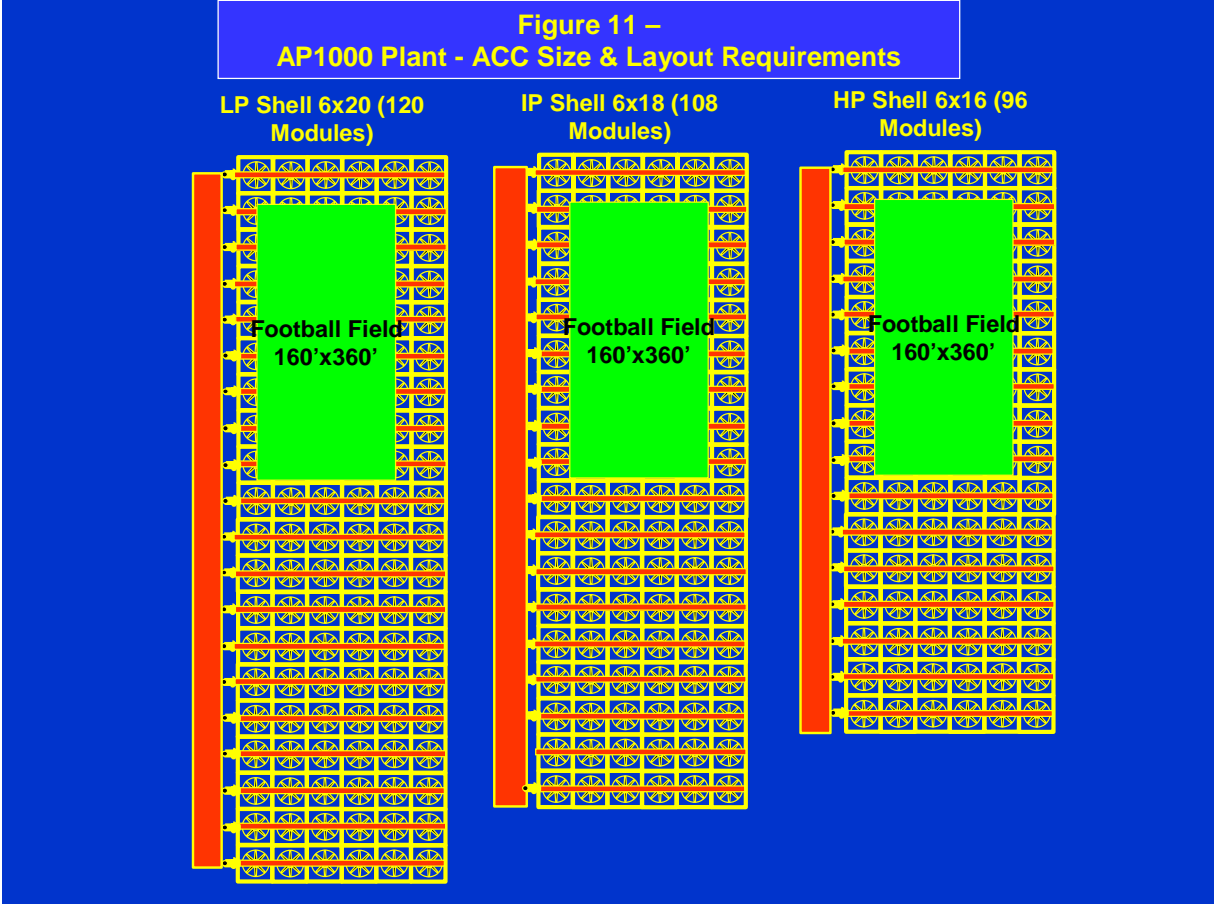 Figure 11 –
AP1000 Plant - ACC Size & Layout Requirements
LP Shell 6x20 (120
Modules)
IP Shell 6x18 (108
Modules)
HP Shell 6x16 (96
Modules)
Football Field
160’x360’
Football Field
160’x360’
Football Field
160’x360’